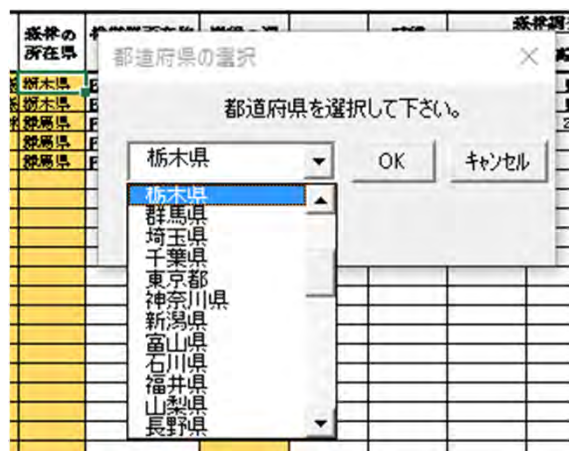 所在県
都道府県の選択
都道府県を選択して下さい。
栃木県
OK
キャンセル
栃木県
群馬県
埼玉県
千葉県
東京都
神奈川県
新潟県
富山県
石川県
福井県
山梨県
長野県
栃木県
栃木県
群馬県
群馬県
群馬県